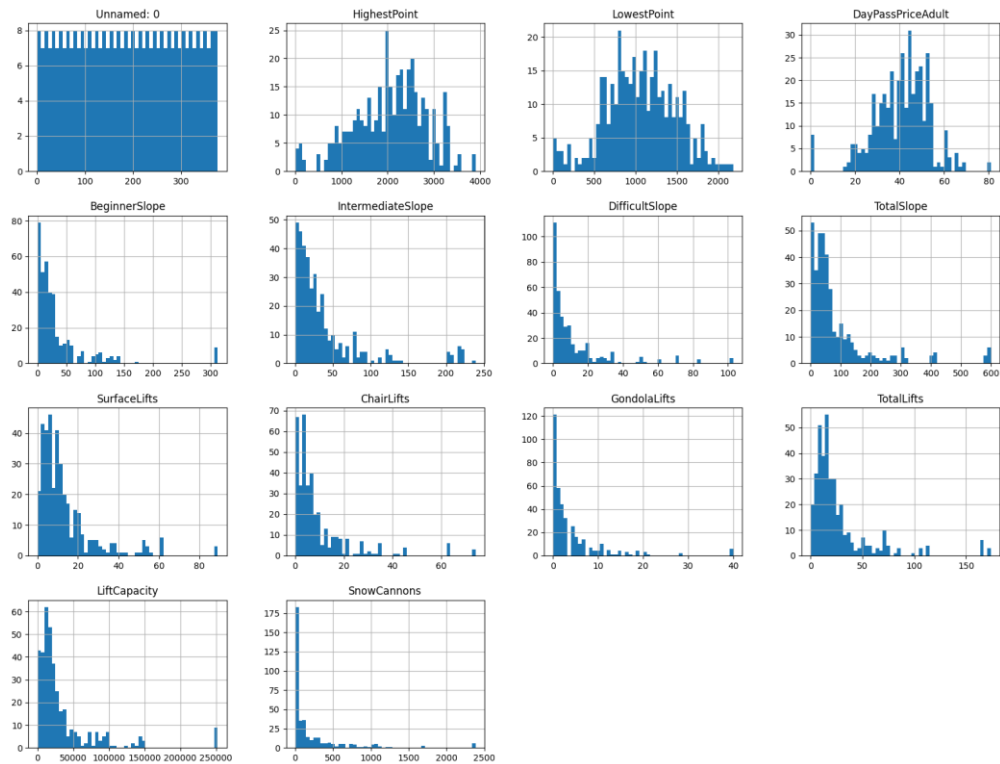 Unnamed: 0 HighestPoint LowestPoint DayPassPriceAdult
8 25 20 30
6 20 15 25
4 15 10 20
2 10 5 15
0 5 0 10
0 5
0
0 100 200 300 0 1000 2000 3000 4000 0 500 1000 1500 2000 0 20 40 60 80
BeginnerSlope IntermediateSlope DifficultSlope TotalSlope
80 50 100 50
60 40 80 40
40 30 60 30
20 20 40 20
0 10 20 10
0 0 0
0 50 100 150 200 250 300 0 50 100 150 200 250 0 20 40 60 80 100 0 100 200 300 400 500 600
SurfaceLifts ChairLifts GondolaLifts TotalLifts
40 70 120 50
30 60 100 40
20 50 80 30
10 40 60 20
0 30 40 10
20 20 0
10 0
0
0 20 40 60 80 0 20 40 60 0 10 20 30 40 0 50 100 150
LiftCapacity SnowCannons
60 175
50 150
40 125
30 100
20 75
10 50
0 25
0
0 50000 100000 150000 200000 250000 0 500 1000 1500 2000 2500